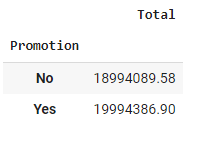 Total
Promotion
No 18994089.58
Yes 19994386.90